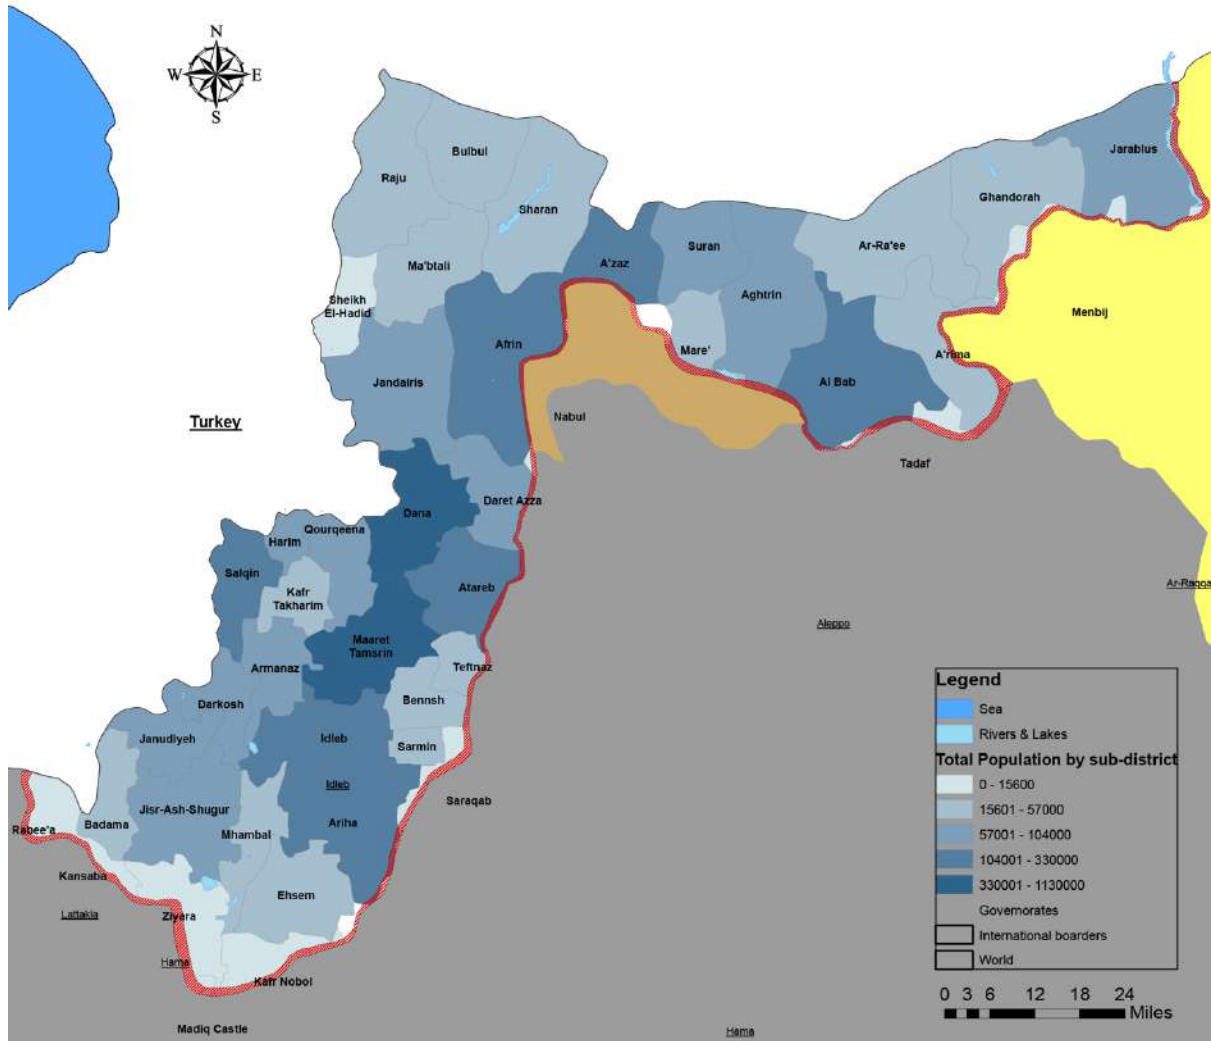 N
W E
S
Bulbul
Raju
Sharan
Ma'btali
Sheikh
El-Hadid
Afrin
Jandairis
A'zaz
Suran
Aghtrin
Mare'
Ar-Ra'ee
Al Bab
A'rima
Ghandorah
Jarablus
Menbij
Turkey
Nabul
Tadaf
Daret Azza
Dana
Qourqeena
Harim
Salqin
Kafr
Takharim
Atareb
Maaret
Tamsrin
Armanaz
Teftnaz
Bennsh
Darkosh
Janudiyeh
Idleb
Sarmin
Idleb
Jisr-Ash-Shugur
Ariha
Saraqab
Mhambal
Badama
Rabee'a
Kansaba
Ehsem
Lattakia
Ziyara
Hama
Kafr Nobol
Madiq Castle
Hama
Aleppo
Ar-Raqqa
Legend
Sea
Rivers & Lakes
Total Population by sub-district
0 - 15600
15601 - 57000
57001 - 104000
104001 - 330000
330001 - 1130000
Governorates
International boarders
World
0 3 6 12 18 24
Miles